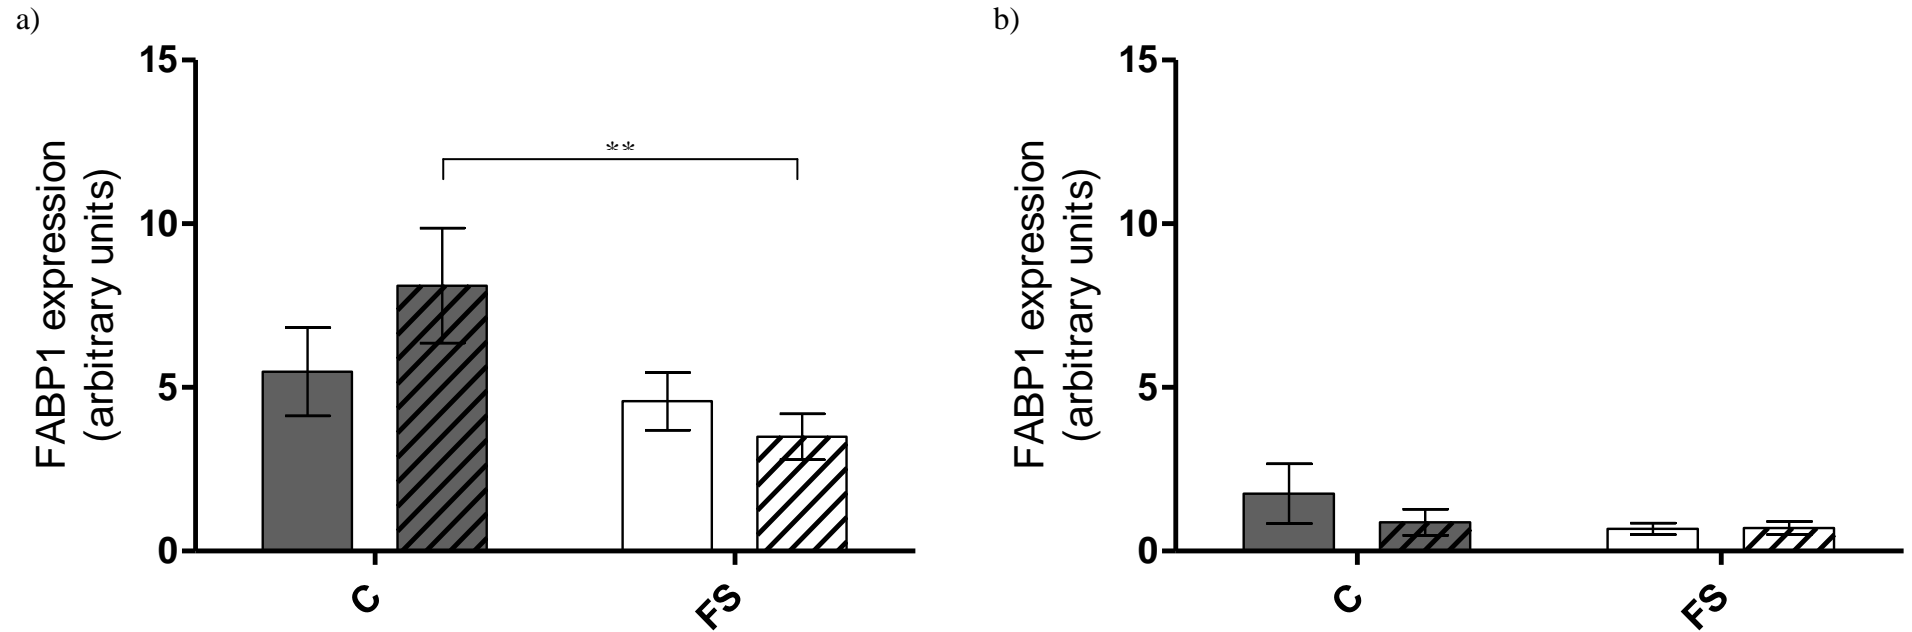 a)
FABP1 expression
(arbitrary units)
15
10
5
0
**
C
FS
b)
FABP1 expression
(arbitrary units)
15
10
5
0
C
FS